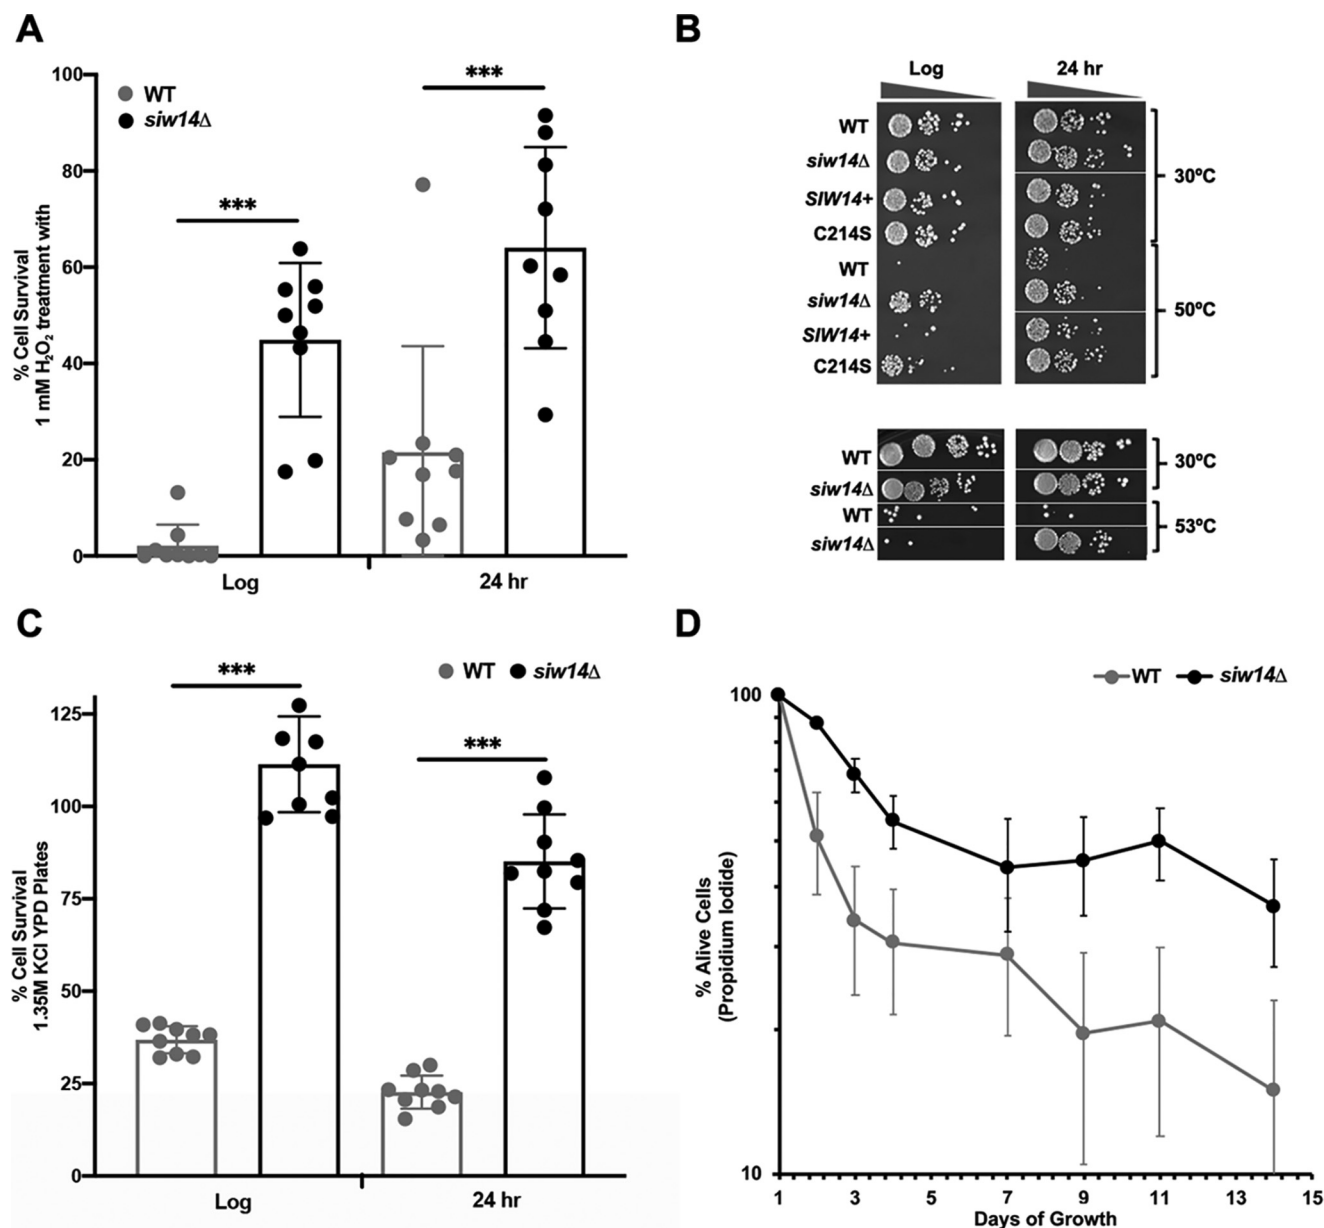 A
100
80
60
40
20
0
% Cell Survival
1 mM H₂O₂ treatment with
WT
siw14Δ
***
***
Log
24 hr
B
Log
24 hr
WT
siw14Δ
SIW14+
C214S
WT
siw14Δ
SIW14+
C214S
30ºC
50ºC
WT
siw14Δ
WT
siw14Δ
30ºC
53ºC
C
WT
siw14Δ
***
***
125
100
75
50
25
0
% Cell Survival
1.35M KCl YPD Plates
Log
24 hr
D
WT
siw14Δ
100
10
% Alive Cells
(Propidium Iodide)
1 3 5 7 9 11 13 15
Days of Growth